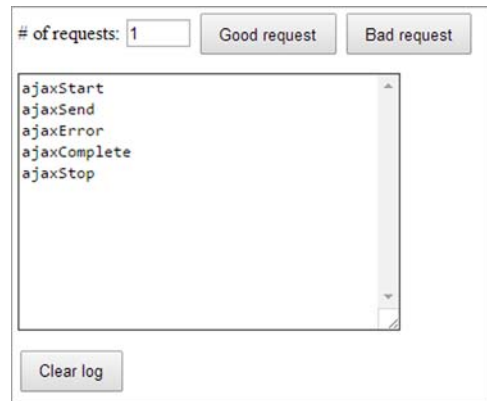 # of requests: 1 Good request Bad request
ajaxStart
ajaxSend
ajaxError
ajaxComplete
ajaxStop
Clear log